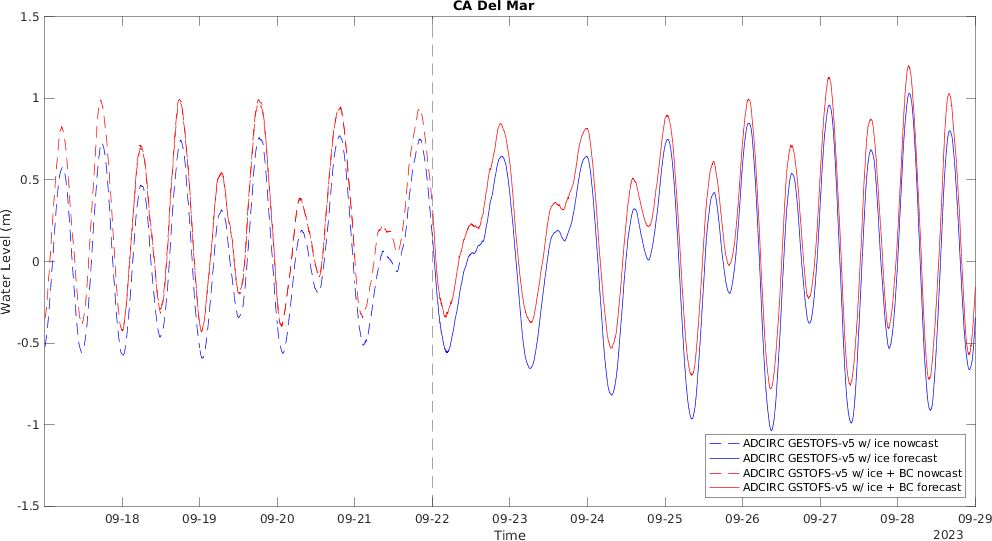 CA Del Mar
1.5
1
0.5
0
-0.5
-1
-1.5
Water Level (m)
ADCIRC GESTOFS-v5 w/ ice nowcast
ADCIRC GESTOFS-v5 w/ ice forecast
ADCIRC GSTOFS-v5 w/ ice + BC nowcast
ADCIRC GSTOFS-v5 w/ ice + BC forecast
09-18 09-19 09-20 09-21 09-22 09-23 09-24 09-25 09-26 09-27 09-28 09-29
Time
2023